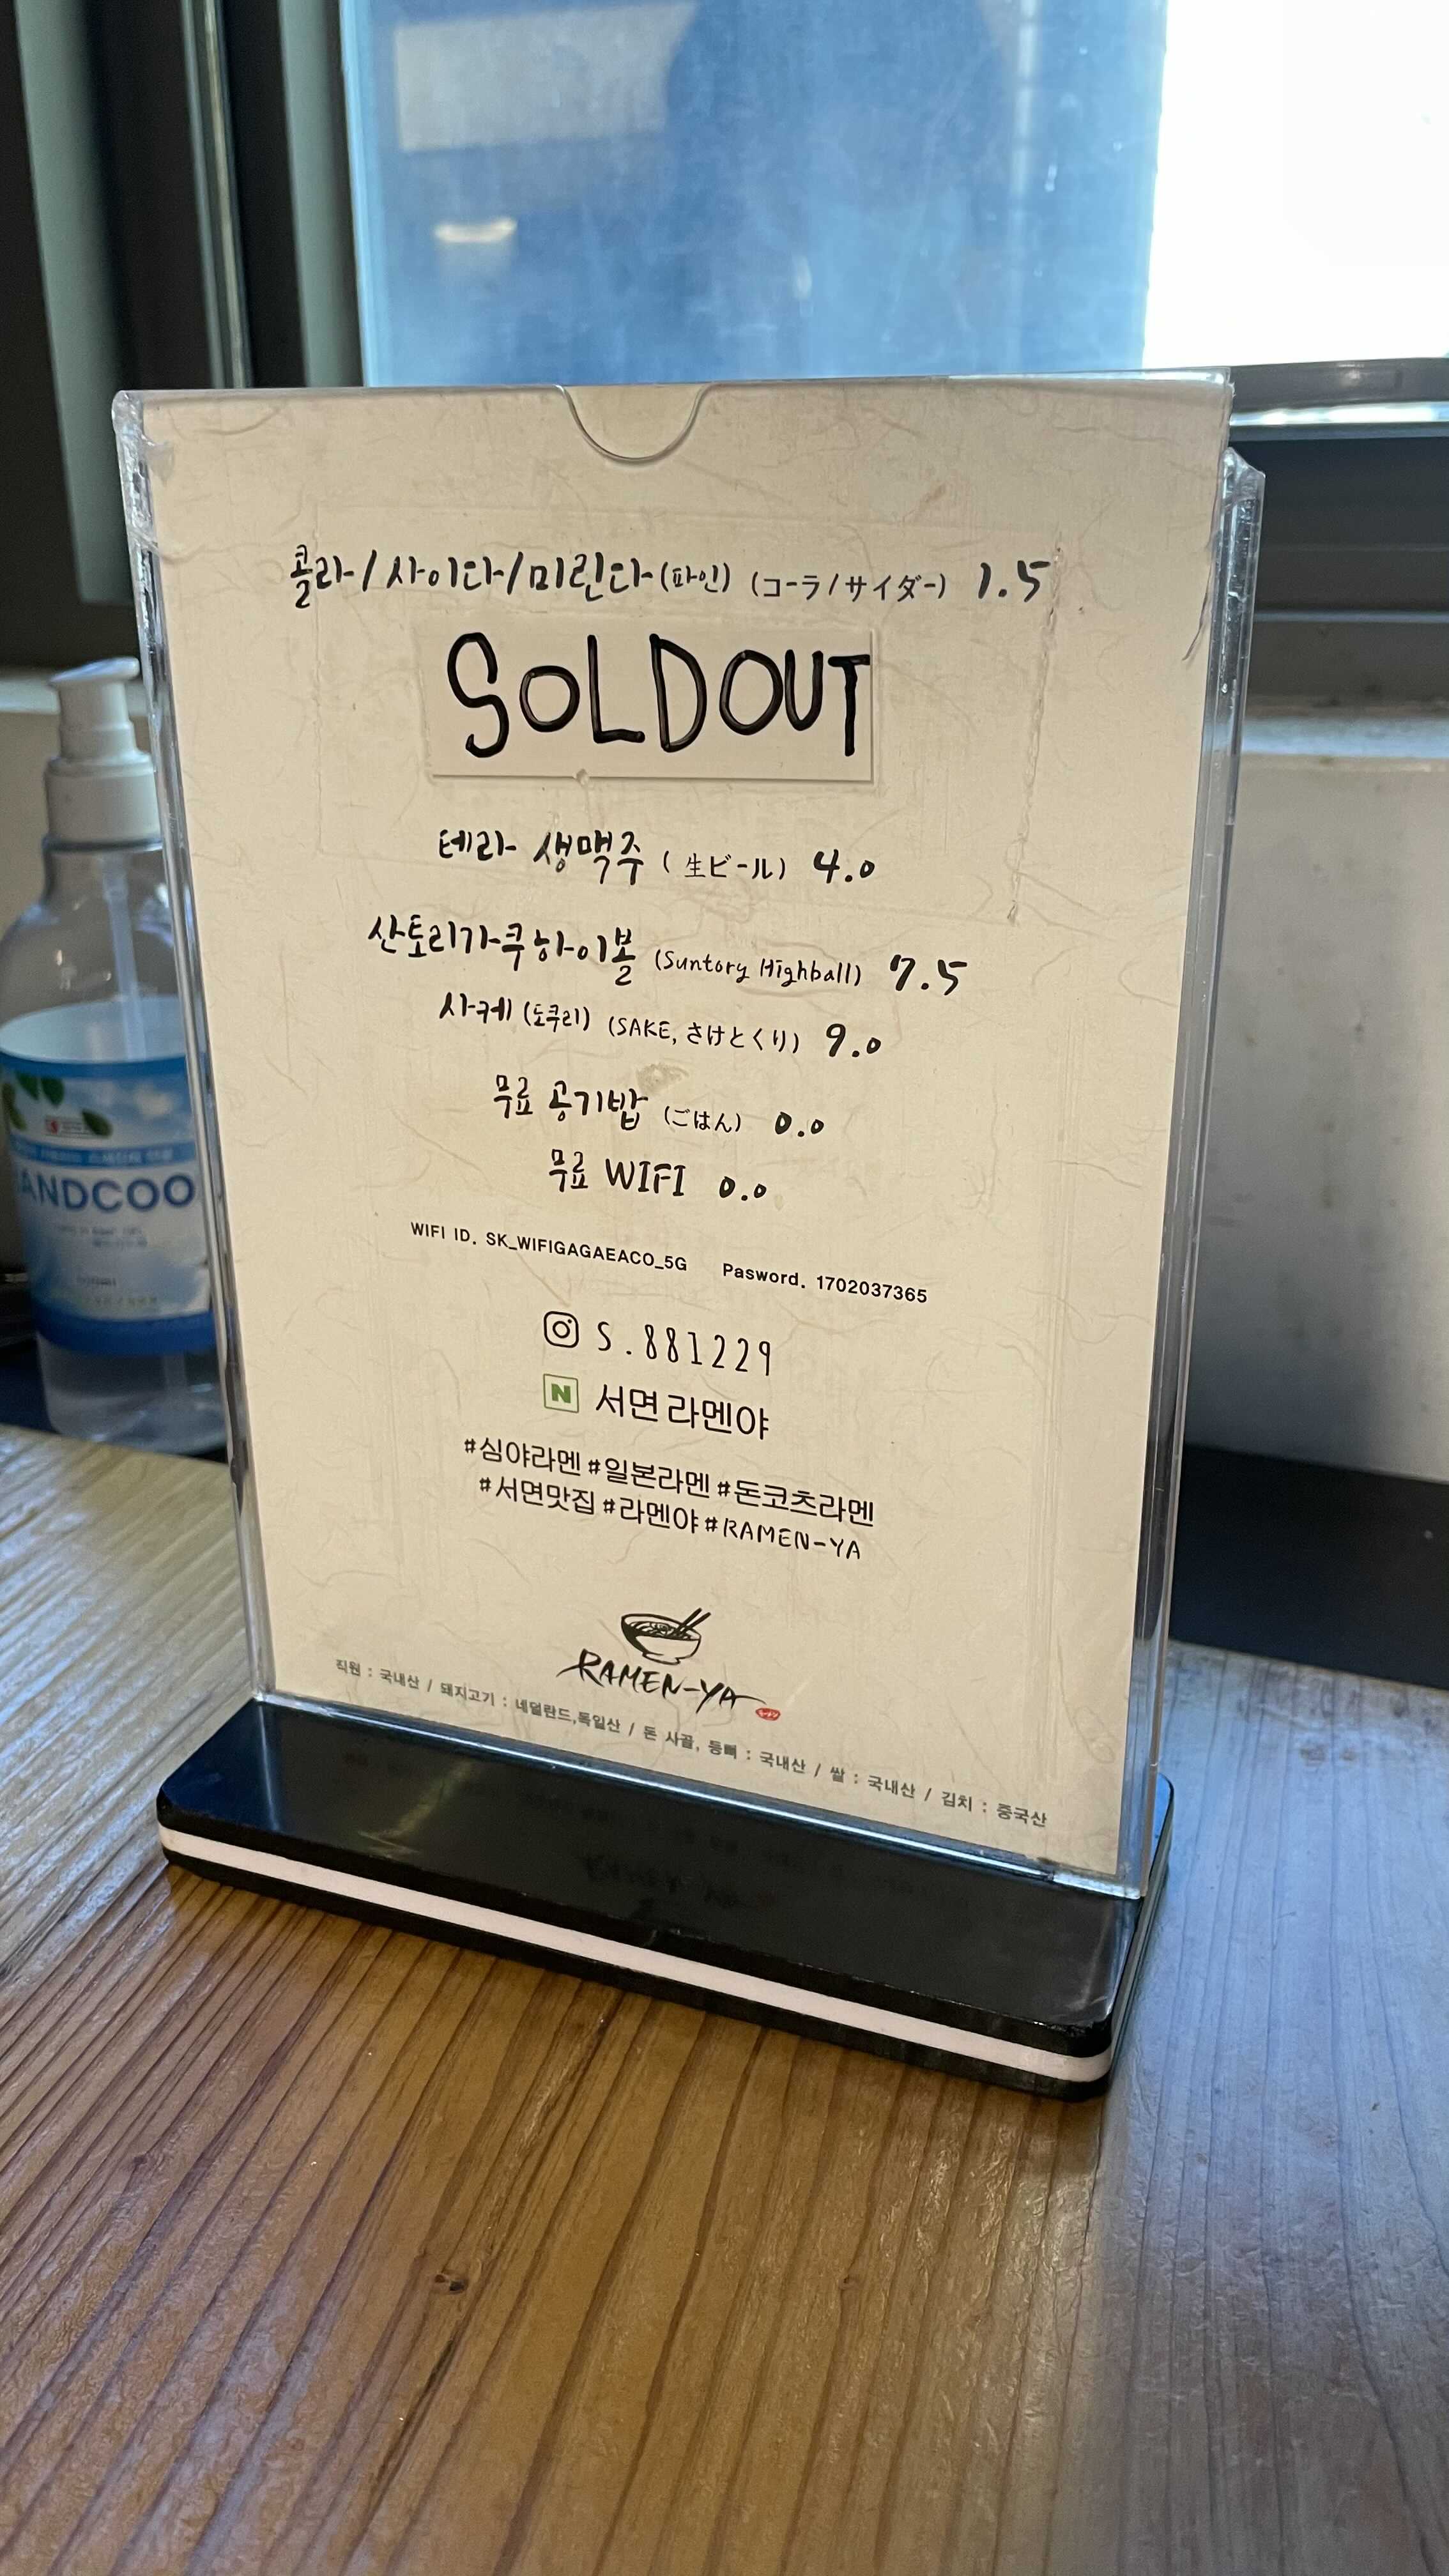 콜라/사이다/미린다(파인) (コーラ/サイダー) 1.5
SOLDOUT
테라 생맥주 (生ビール) 4.0
산토리가쿠하이볼 (Suntory Highball) 7.5
사케 (도쿠리) (SAKE, さけとくり) 9.0
무료 공기밥 (ごはん) 0.0
무료 WIFI 0.0
WIFI ID. SK_WIFIGAGAEACO_5G Pasword. 1702037365
S.881229
N 서면 라멘야
#심야라멘 #일본라멘 #돈코츠라멘
#서면맛집 #라멘야 #RAMEN-YA
RAMEN-YA
직원 : 국내산 / 돼지고기 : 네덜란드,독일산 / 돈 사골, 등뼈 : 국내산 / 쌀 : 국내산 / 김치 : 중국산
ANDCOO